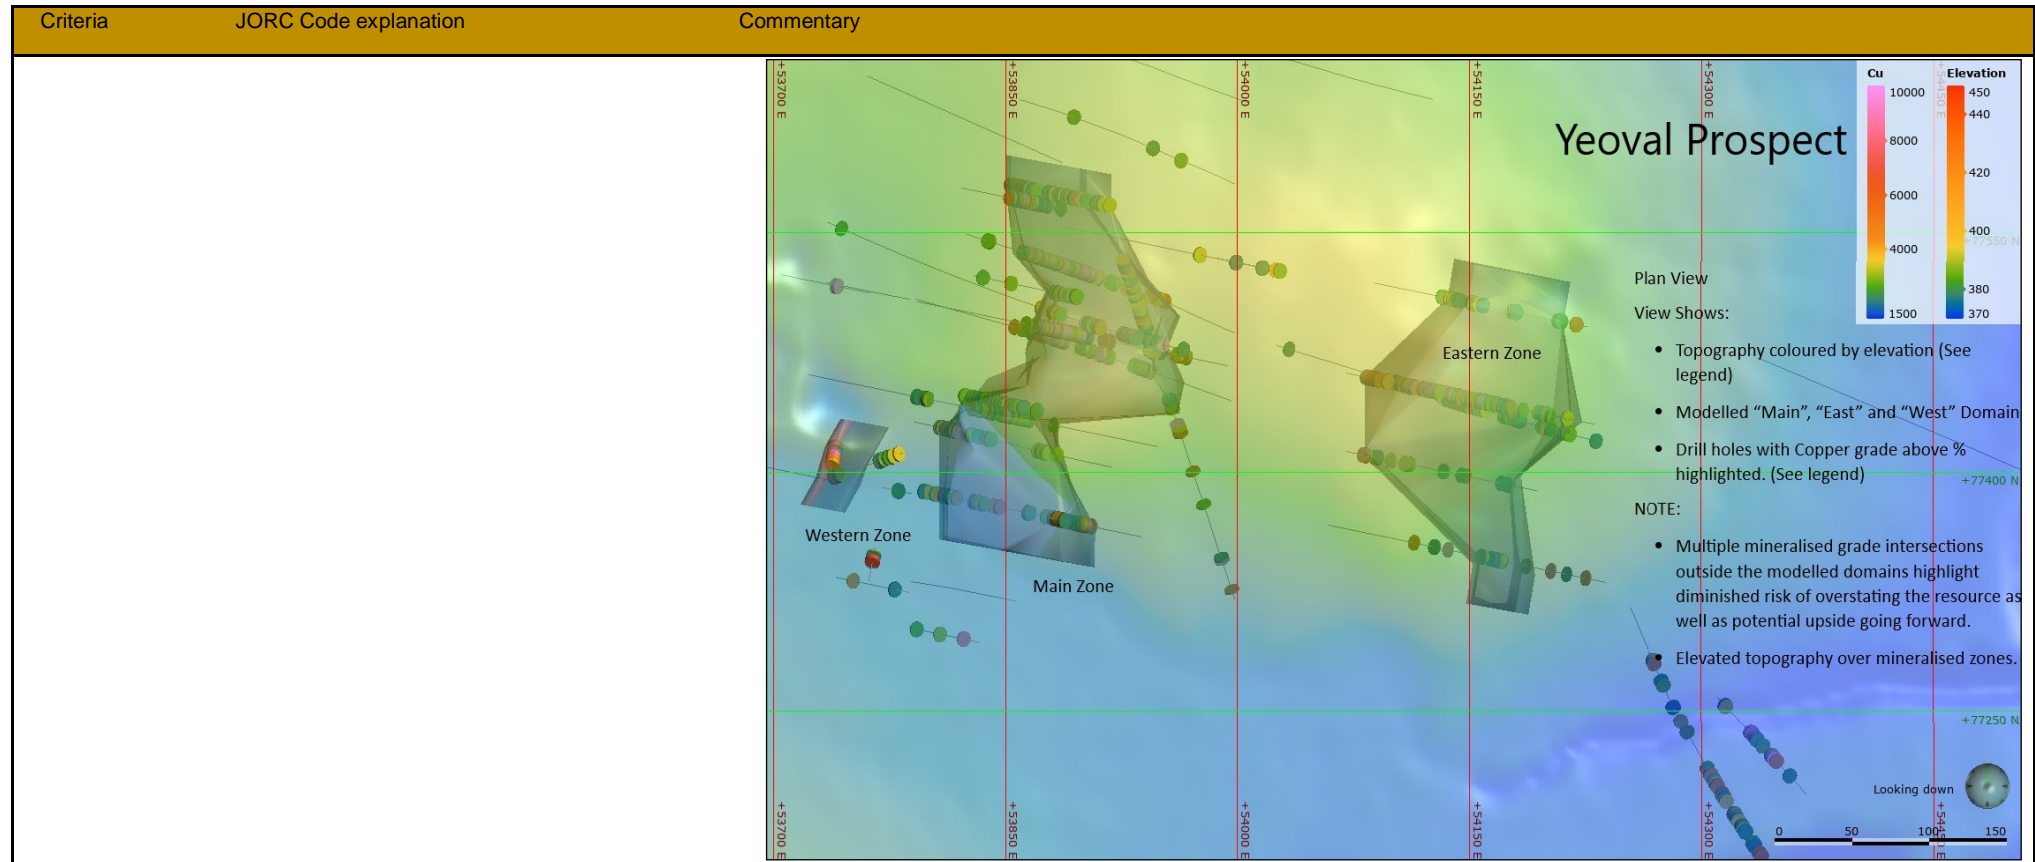 Criteria JORC Code explanation Commentary
+53700 E
+53850 E
+54000 E
+54150 E
+54300 E
+54450 E
Cu Elevation
10000 450
440
8000
420
6000
400
4000
380
1500 370
Yeoval Prospect
+77550 N
Plan View
View Shows:
Eastern Zone
• Topography coloured by elevation (See
legend)
• Modelled “Main”, “East” and “West” Domain
• Drill holes with Copper grade above %
highlighted. (See legend)
+77400 N
NOTE:
Western Zone
• Multiple mineralised grade intersections
outside the modelled domains highlight
Main Zone
diminished risk of overstating the resource as
well as potential upside going forward.
• Elevated topography over mineralised zones.
+77250 N
Looking down
0 50 100 150
+53700 E
+53850 E
+54000 E
+54150 E
+54300 E
+54450 E